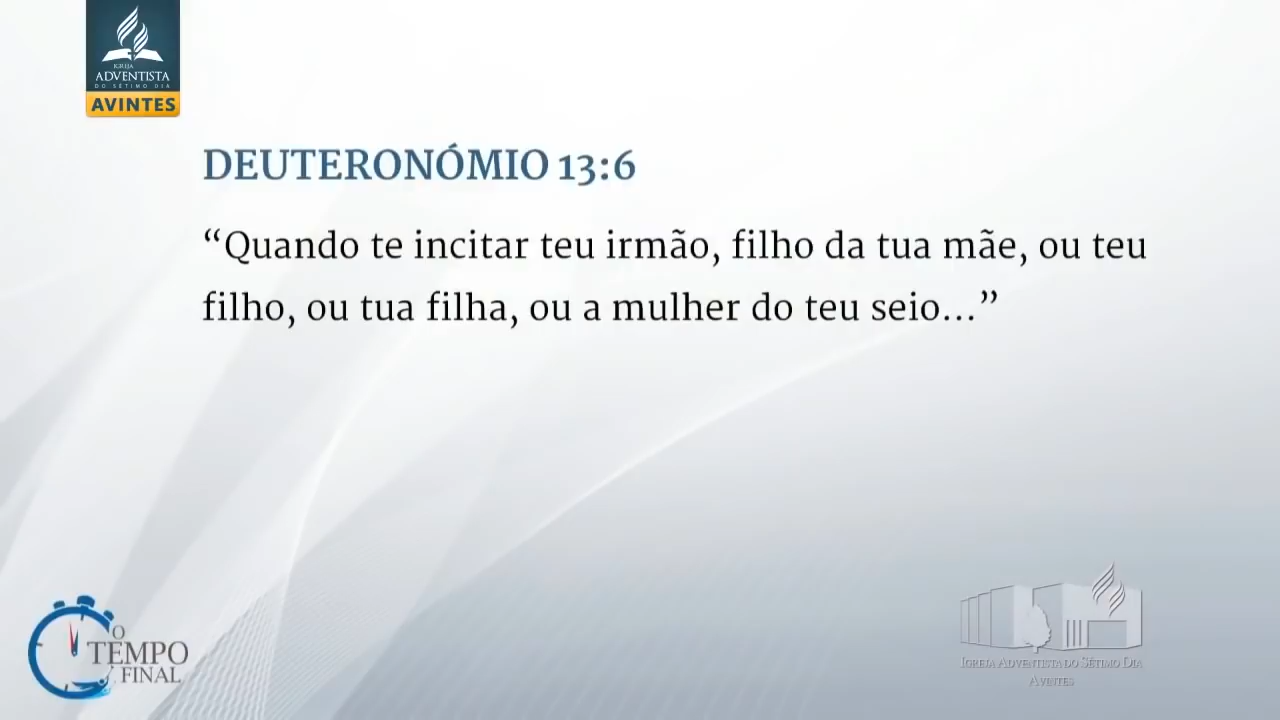 IGREJA
ADVENTISTA
DO SÉTIMO DIA
AVINTES
DEUTERONÓMIO 13:6
“Quando te incitar teu irmão, filho da tua mãe, ou teu
filho, ou tua filha, ou a mulher do teu seio...”
O
TEMPO
FINAL
IGREJA ADVENTISTA DO SÉTIMO DIA
AVINTES